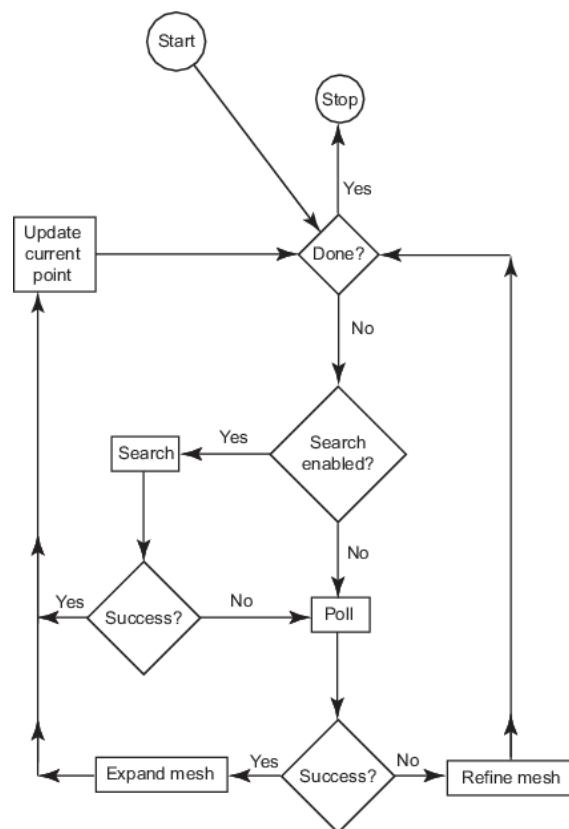 Start
Stop
Yes
Update
current
point
Done?
No
Yes
Search
Search
enabled?
No
Yes
Success?
No
Poll
Yes
No
Expand mesh
Success?
Refine mesh